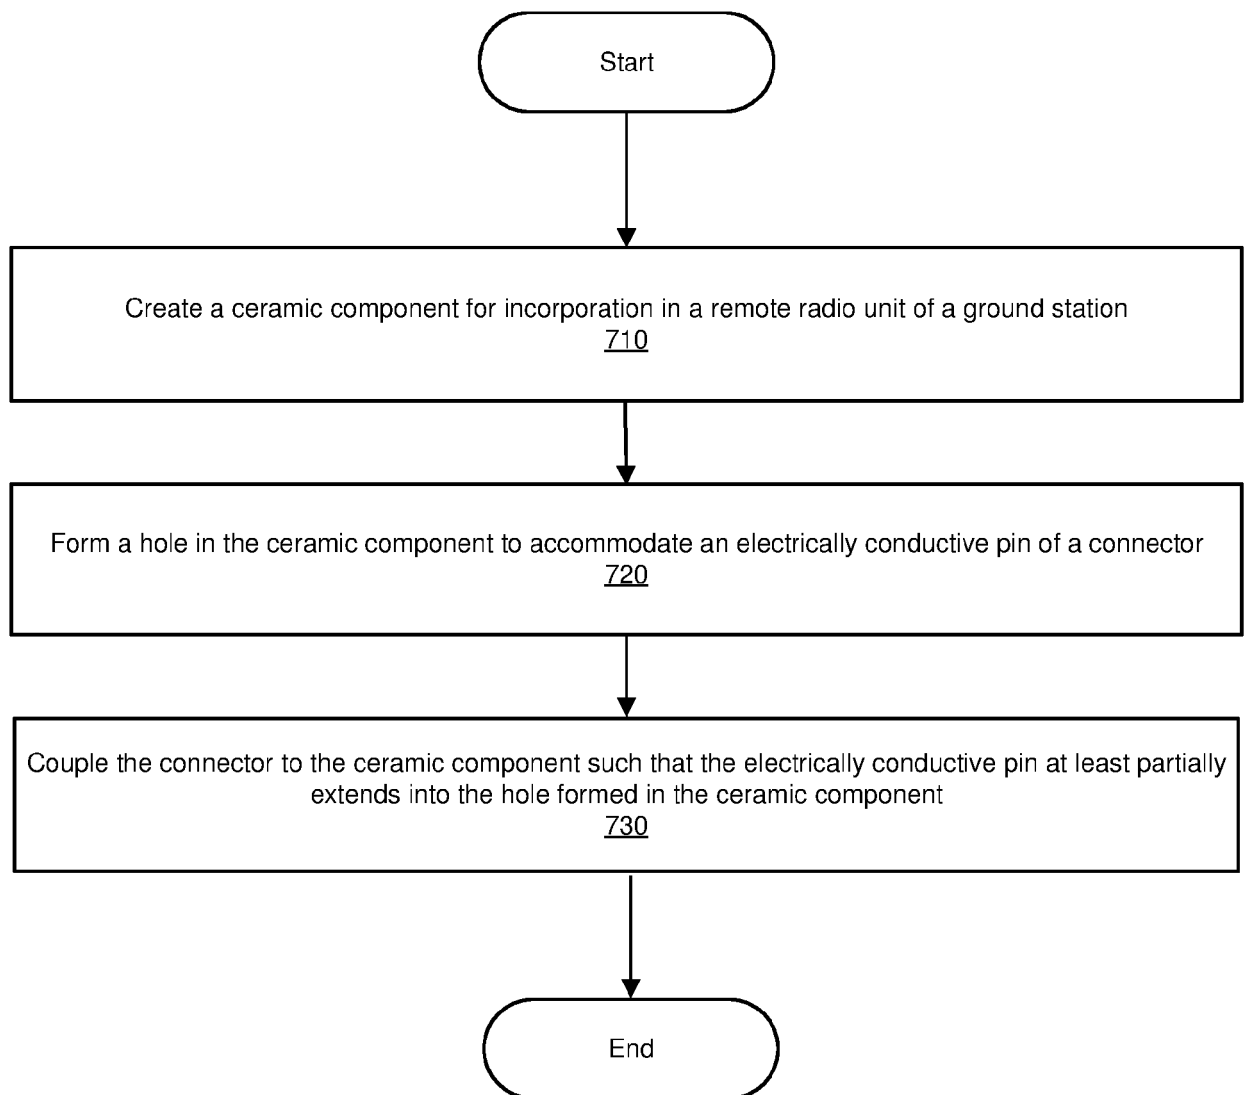 Start
Create a ceramic component for incorporation in a remote radio unit of a ground station
710
Form a hole in the ceramic component to accommodate an electrically conductive pin of a connector
720
Couple the connector to the ceramic component such that the electrically conductive pin at least partially
extends into the hole formed in the ceramic component
730
End